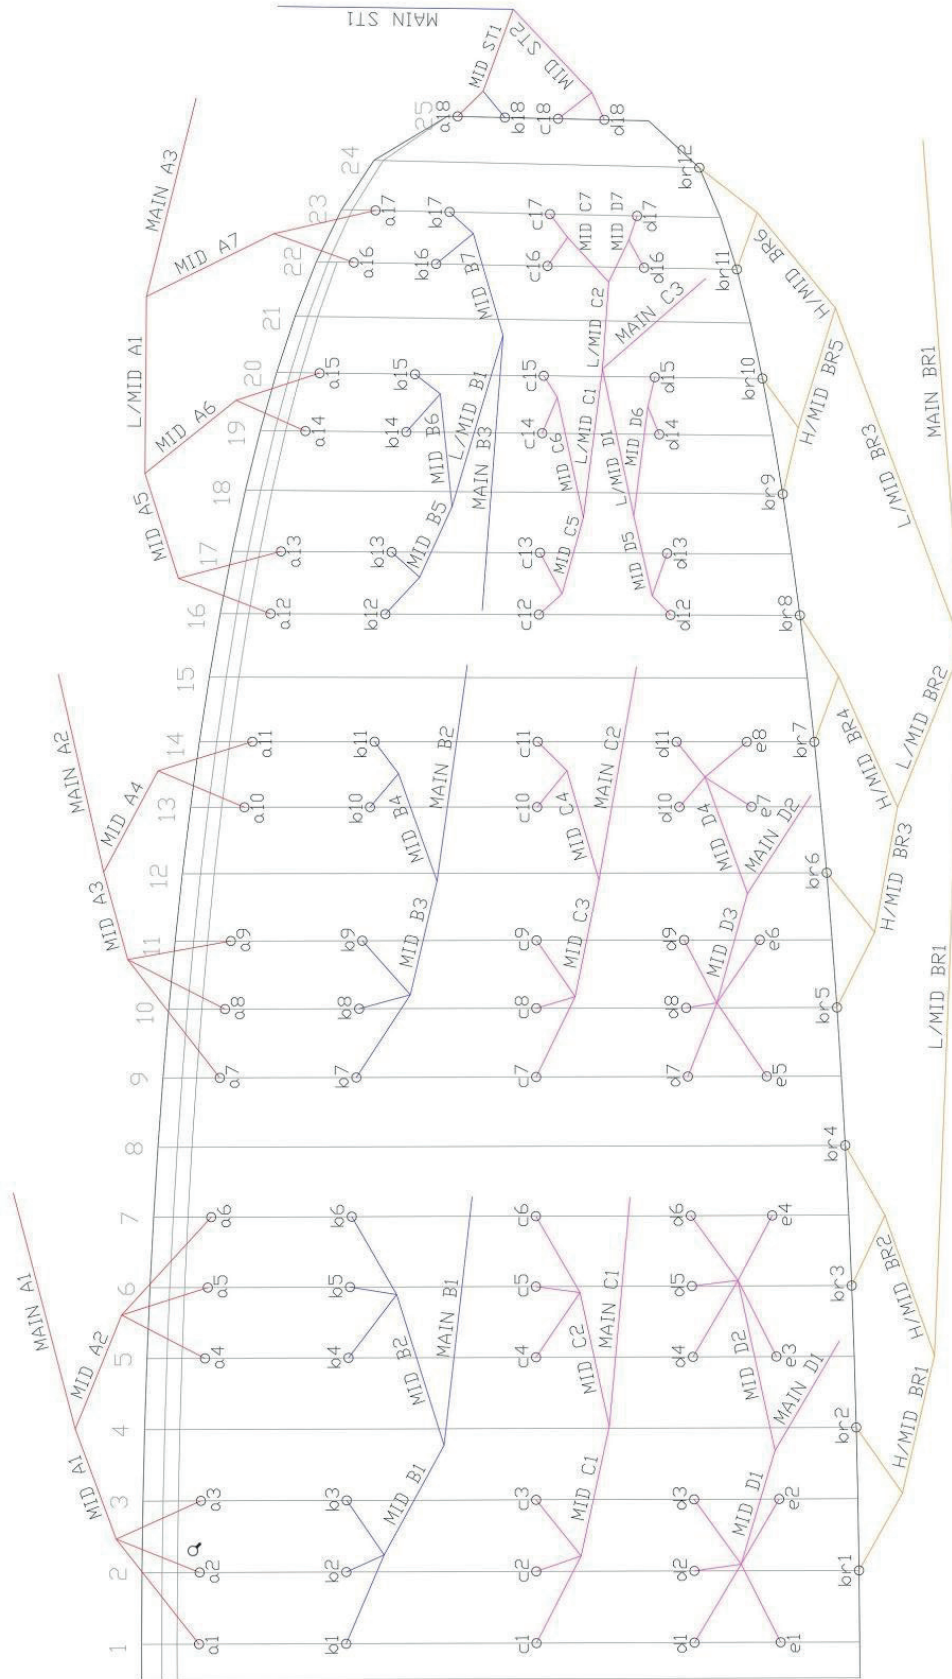 MAIN ST1
MID ST1
MID ST2
25
a18
b18
c18
d18
24
br12
MAIN A3
MID A7
23
22
a17
a16
b17
b16
MID B7
c17
c16
MID C7
MID D7
d17
d16
br11
H/MID BR6
L/MID A1
21
L/MID C2
MAIN C3
MAIN BR1
20
19
MID A6
a15
a14
b15
b14
MID B6
L/MID B1
MAIN B3
c15
c14
MID C6
L/MID C1
L/MID D1
MID D6
d15
d14
br10
H/MID BR5
L/MID BR3
18
br9
MID A5
17
16
a13
a12
b13
b12
MID B5
c13
c12
MID C5
MID D5
d13
d12
br8
15
MAIN A2
MID A4
14
13
a11
a10
b11
b10
MID B4
MAIN B2
c11
c10
MID C4
MAIN C2
d11
d10
e8
e7
MID D4
MAIN D2
br7
H/MID BR4
L/MID BR2
12
br6
H/MID BR3
MID A3
11
10
9
a9
a8
a7
b9
b8
b7
MID B3
c9
c8
c7
MID C3
d9
d8
d7
MID D3
e6
e5
br5
L/MID BR1
8
br4
MAIN A1
MID A2
7
6
5
a6
a5
a4
b6
b5
b4
MID B2
MAIN B1
c6
c5
c4
MID C2
MAIN C1
d6
d5
d4
MID D2
e4
e3
MAIN D1
br3
H/MID BR2
4
br2
H/MID BR1
MID A1
3
2
1
a3
a2
a1
b3
b2
b1
MID B1
c3
c2
c1
MID C1
d3
d2
d1
MID D1
e2
e1
br1